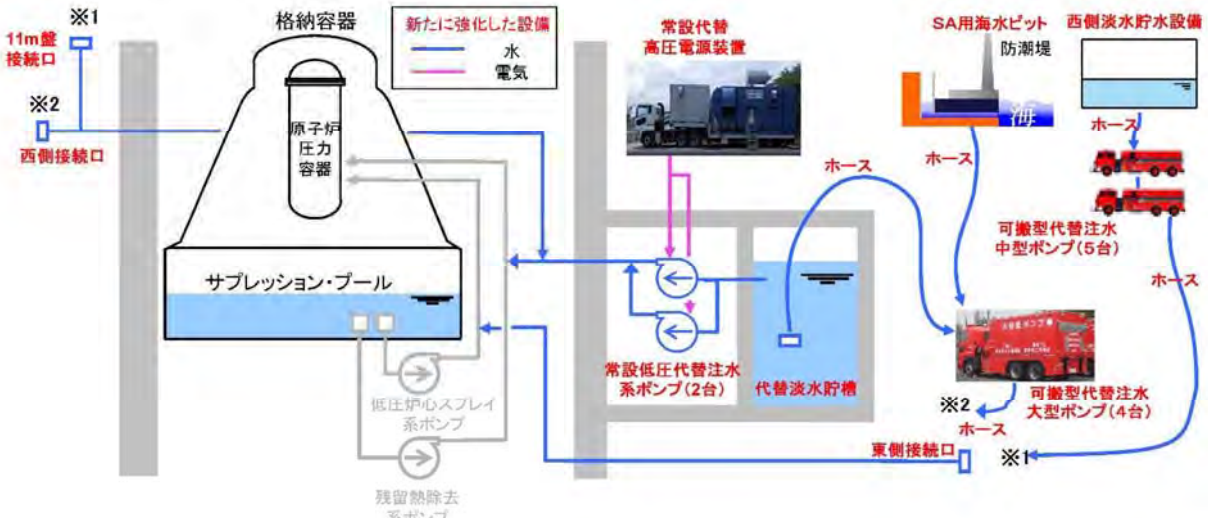 ※1
11m盤
接続口
※2
西側接続口
格納容器
原子炉
圧力
容器
サプレッション・プール
低圧炉心スプレイ
系ポンプ
残留熱除去
系ポンプ
新たに強化した設備
水
電気
常設代替
高圧電源装置
常設低圧代替注水
系ポンプ(2台)
代替淡水貯槽
ホース
SA用海水ピット
防潮堤
海
ホース
西側淡水貯水設備
ホース
可搬型代替注水
中型ポンプ(5台)
ホース
可搬型代替注水
大型ポンプ(4台)
※2
ホース
東側接続口
※1